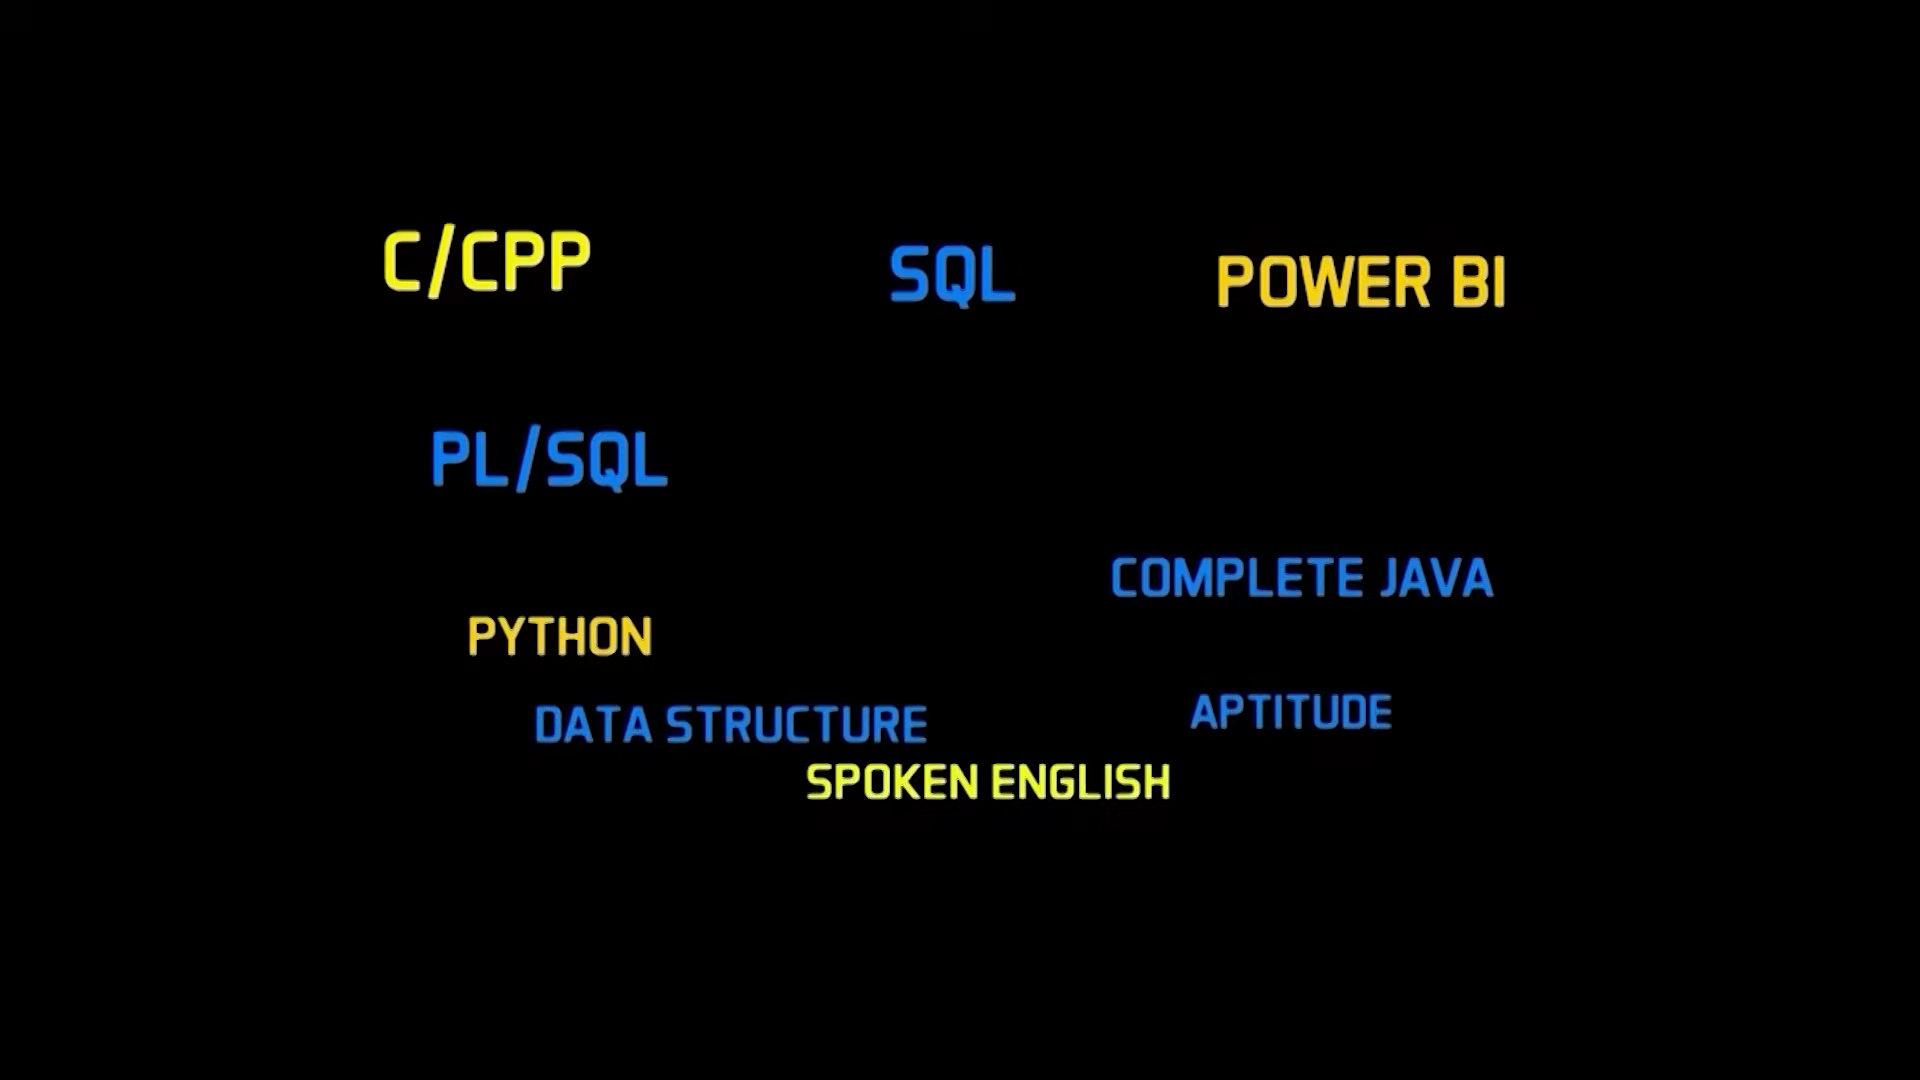 C/CPP
SQL
POWER BI
PL/SQL
COMPLETE JAVA
PYTHON
DATA STRUCTURE
APTITUDE
SPOKEN ENGLISH